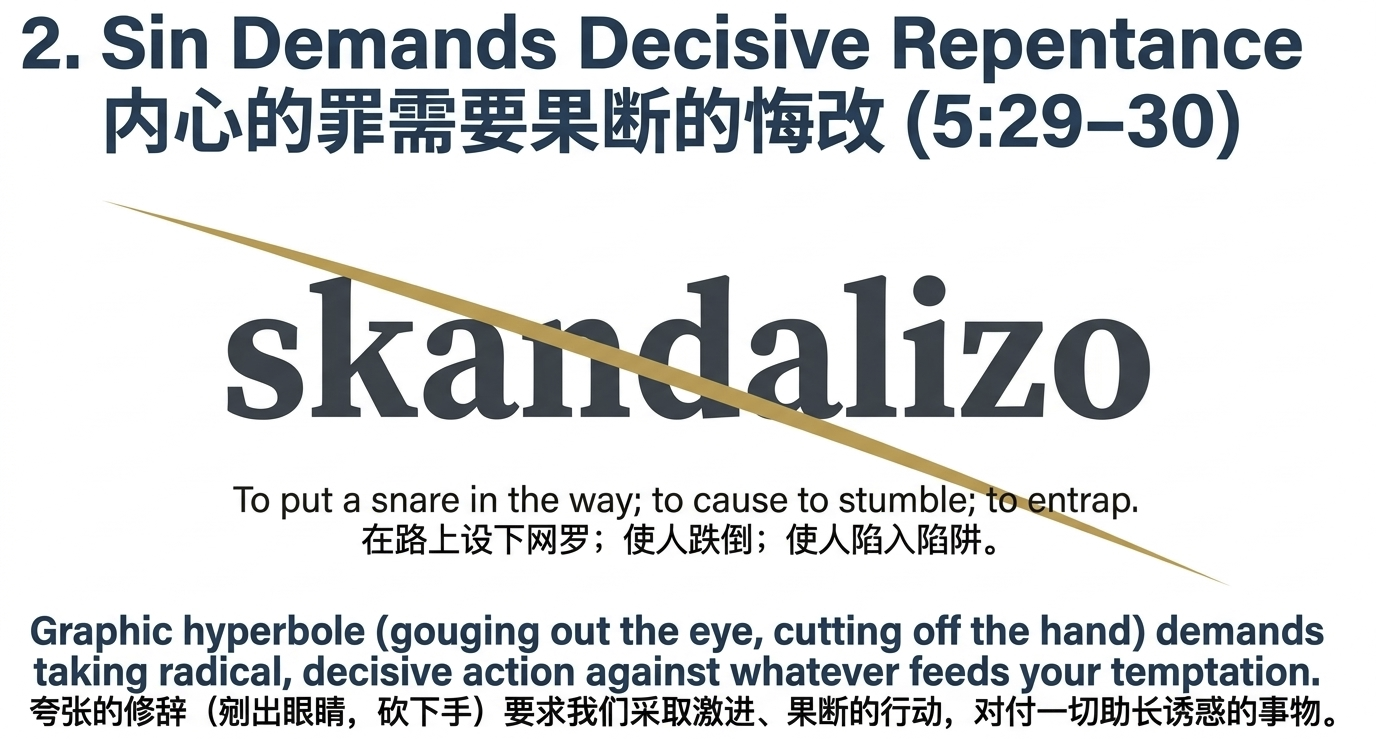 2. Sin Demands Decisive Repentance
内心的罪需要果断的悔改 (5:29–30)
skandalizo
To put a snare in the way; to cause to stumble; to entrap.
在路上设下网罗；使人跌倒；使人陷入陷阱。
Graphic hyperbole (gouging out the eye, cutting off the hand) demands
taking radical, decisive action against whatever feeds your temptation.
夸张的修辞（剜出眼睛，砍下手）要求我们采取激进、果断的行动，对付一切助长诱惑的事物。